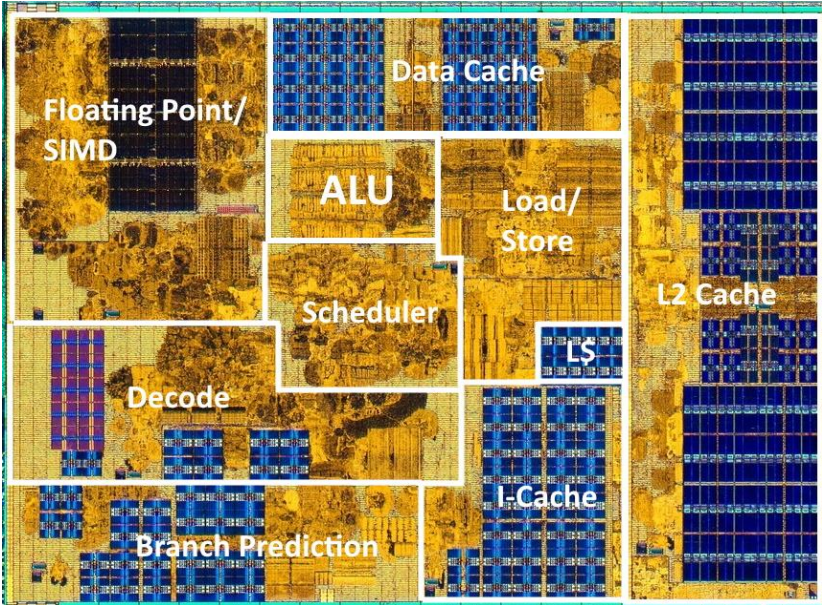 Data Cache
Floating Point/
SIMD
ALU
Load/
Store
L2 Cache
Scheduler
L$
Decode
I-Cache
Branch Prediction